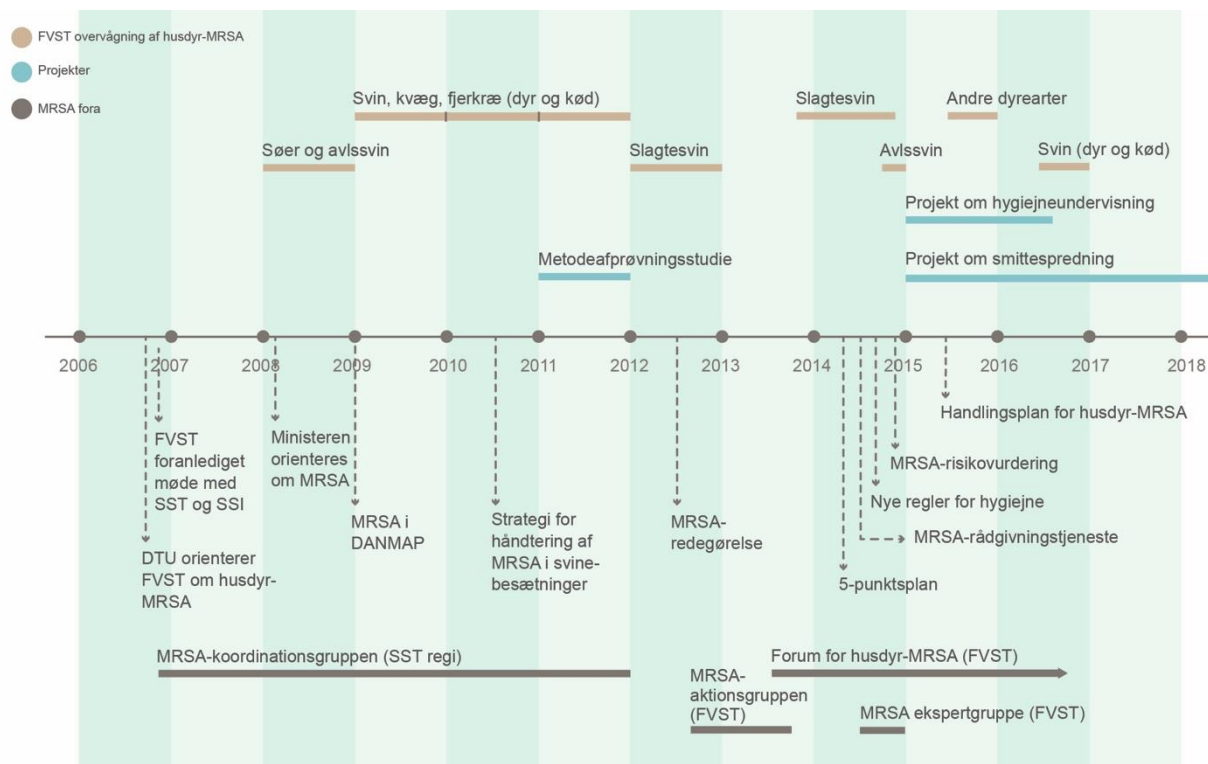 FVST overvågning af husdyr-MRSA
Projekter
MRSA fora
Svin, kvæg, fjerkræ (dyr og kød)
Slagtesvin
Andre dyrearter
Søer og avlssvin
Slagtesvin
Avlssvin
Svin (dyr og kød)
Projekt om hygiejneundervisning
Metodeafprøvningsstudie
Projekt om smittespredning
2006
2007
2008
2009
2010
2011
2012
2013
2014
2015
2016
2017
2018
FVST
foranlediget
møde med
SST og SSI
DTU orienterer
FVST om husdyr-
MRSA
Ministeren
orienteres
om MRSA
MRSA i
DANMAP
Strategi for
håndtering af
MRSA i svine-
besætninger
MRSA-
redegørelse
Handlingsplan for husdyr-MRSA
MRSA-risikovurdering
Nye regler for hygiejne
MRSA-rådgivningstjeneste
5-punktsplan
MRSA-koordinationsgruppen (SST regi)
MRSA-
aktionsgruppen
(FVST)
Forum for husdyr-MRSA (FVST)
MRSA ekspertgruppe (FVST)